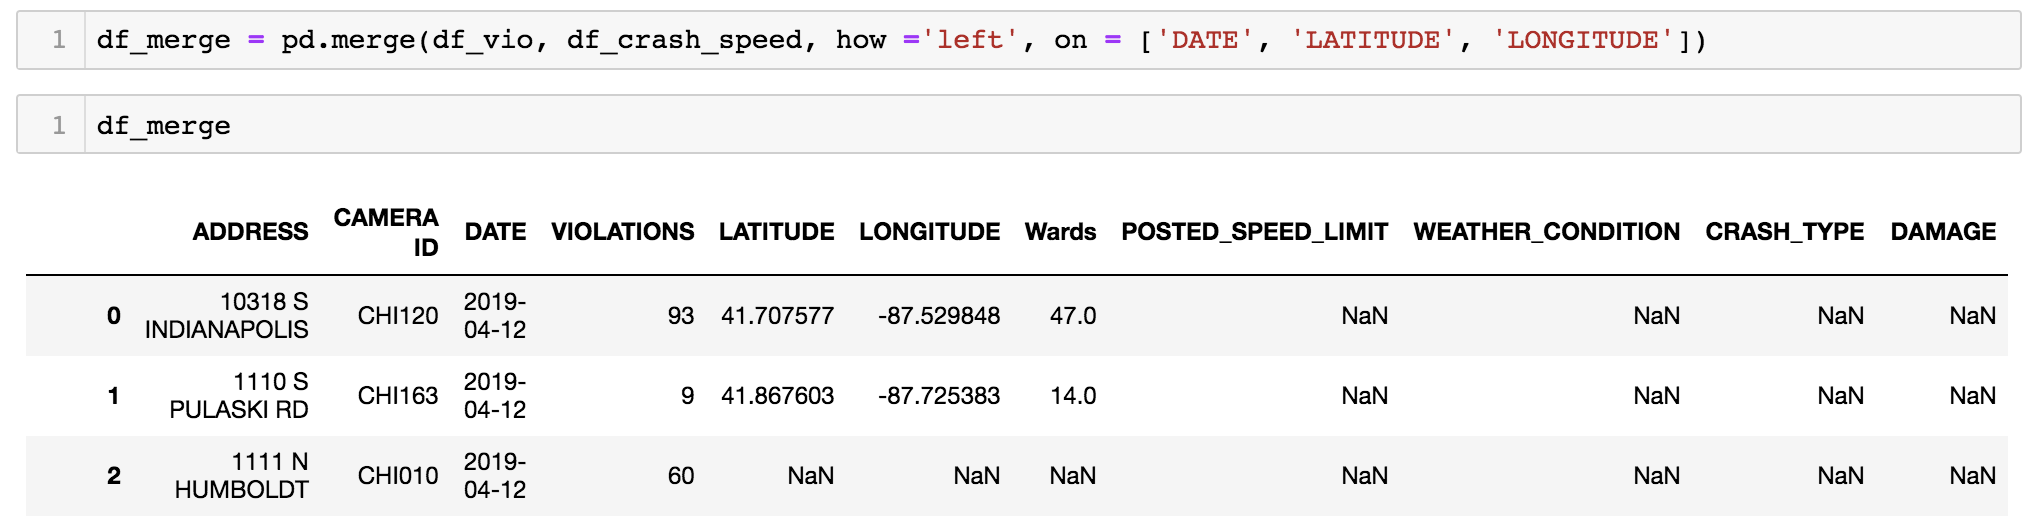 1 df_merge = pd.merge(df_vio, df_crash_speed, how ='left', on = ['DATE', 'LATITUDE', 'LONGITUDE'])
1 df_merge
ADDRESS CAMERA ID DATE VIOLATIONS LATITUDE LONGITUDE Wards POSTED_SPEED_LIMIT WEATHER_CONDITION CRASH_TYPE DAMAGE
0 10318 S INDIANAPOLIS CHI120 2019-04-12 93 41.707577 -87.529848 47.0 NaN NaN NaN NaN
1 1110 S PULASKI RD CHI163 2019-04-12 9 41.867603 -87.725383 14.0 NaN NaN NaN NaN
2 1111 N HUMBOLDT CHI010 2019-04-12 60 NaN NaN NaN NaN NaN NaN NaN